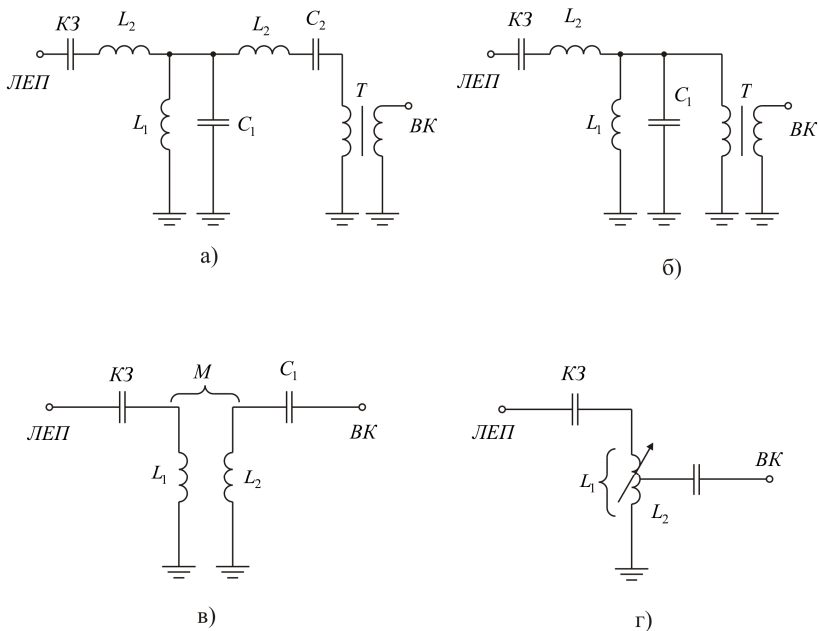 КЗ L₂ L₂ C₂
ЛЕП L₁ C₁ T ВК
а)
КЗ L₂
ЛЕП L₁ C₁ T ВК
б)
КЗ M C₁
ЛЕП L₁ L₂ ВК
в)
КЗ
ЛЕП L₁ L₂ ВК
г)